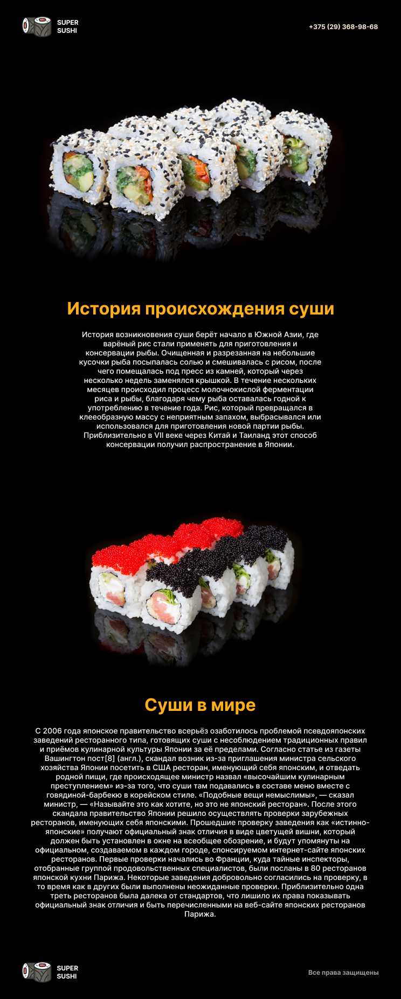 SUPER
SUSHI
+375 (29) 368-98-68
История происхождения суши
История возникновения суши берёт начало в Южной Азии, где
варёный рис стали применять для приготовления и
консервации рыбы. Очищенная и разрезанная на небольшие
кусочки рыба посыпалась солью и смешивалась с рисом, после
чего помещалась под пресс из камней, который через
несколько недель заменялся крышкой. В течение нескольких
месяцев происходил процесс молочнокислой ферментации
риса и рыбы, благодаря чему рыба оставалась годной к
употреблению в течение года. Рис, который превращался в
клееобразную массу с неприятным запахом, выбрасывался или
использовался для приготовления новой партии рыбы.
Приблизительно в VII веке через Китай и Таиланд этот способ
консервации получил распространение в Японии.
Суши в мире
С 2006 года японское правительство всерьёз озаботилось проблемой псевдояпонских
заведений ресторанного типа, готовящих суши с несоблюдением традиционных правил
и приёмов кулинарной культуры Японии за её пределами. Согласно статье из газеты
Вашингтон пост[8] (англ.), скандал возник из-за приглашения министра сельского
хозяйства Японии посетить в США ресторан, именующий себя японским, и отведать
родной пищи, где происходящее министр назвал «высочайшим кулинарным
преступлением» из-за того, что суши там подавались в составе меню вместе с
говядиной-барбекю в корейском стиле. «Подобные вещи немыслимы», — сказал
министр, — «Называйте это как хотите, но это не японский ресторан». После этого
скандала правительство Японии решило осуществлять проверки зарубежных
ресторанов, именующих себя японскими. Прошедшие проверку заведения как «истинно-
японские» получают официальный знак отличия в виде цветущей вишни, который
должен быть установлен в окне на всеобщее обозрение, и будут упомянуты на
официальном, создаваемом в каждом городе, спонсируемом интернет-сайте японских
ресторанов. Первые проверки начались во Франции, куда тайные инспекторы,
отобранные группой продовольственных специалистов, были посланы в 80 ресторанов
японской кухни Парижа. Некоторые заведения добровольно согласились на проверку, в
то время как в других были выполнены неожиданные проверки. Приблизительно одна
треть ресторанов была далека от стандартов, что лишило их права показывать
официальный знак отличия и быть перечисленными на веб-сайте японских ресторанов
Парижа.
SUPER
SUSHI
Все права защищены